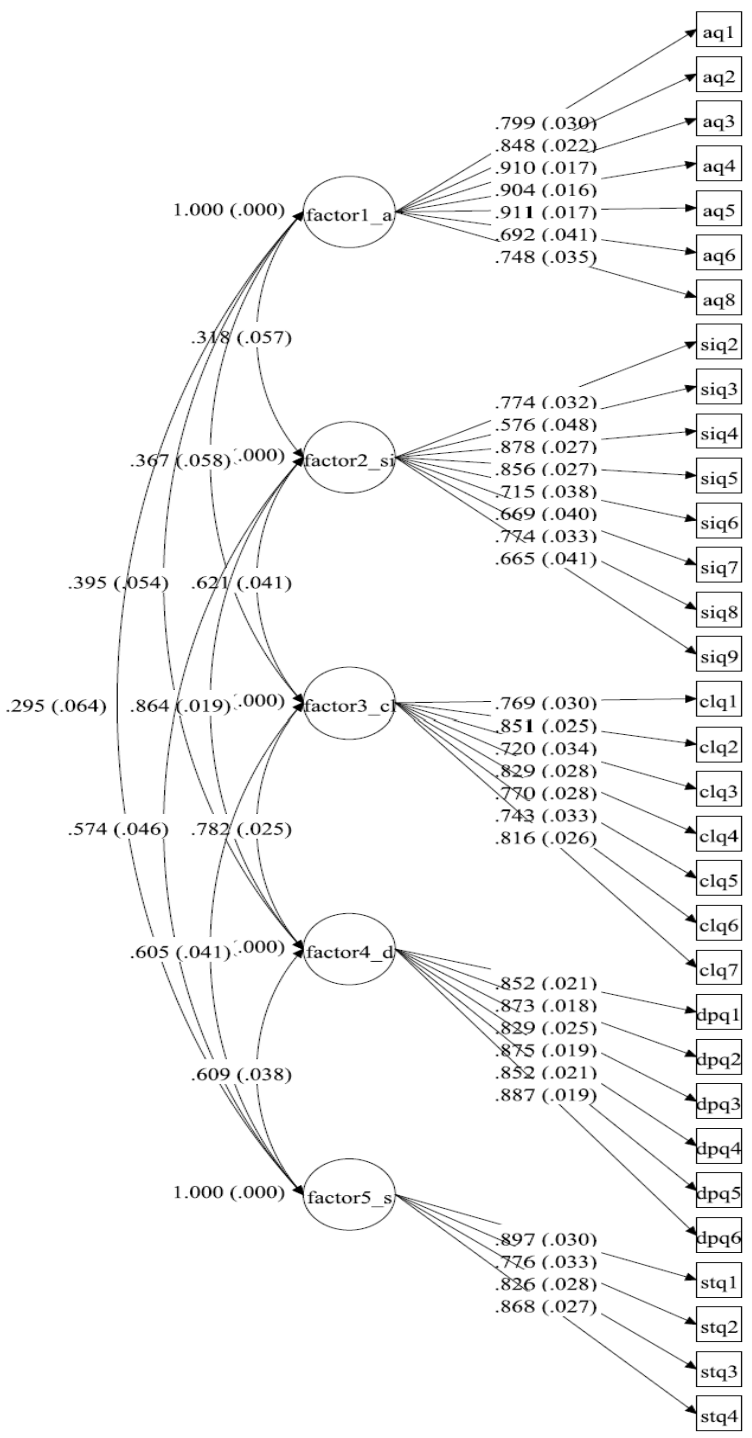 aq1
aq2
.799 (.030)
aq3
.848 (.022)
.910 (.017)
aq4
.904 (.016)
1.000 (.000)
factor1_a
.911 (.017)
aq5
.692 (.041)
aq6
.748 (.035)
aq8
.318 (.057)
siq2
siq3
.774 (.032)
.576 (.048)
siq4
.878 (.027)
.367 (.058)
.000)
factor2_si
.856 (.027)
siq5
.715 (.038)
.669 (.040)
siq6
.774 (.033)
.665 (.041)
siq7
.395 (.054)
.621 (.041)
siq8
siq9
.769 (.030)
clq1
.295 (.064)
.864 (.019)
.000)
factor3_cl
.851 (.025)
clq2
.720 (.034)
.829 (.028)
clq3
.770 (.028)
.743 (.033)
clq4
.574 (.046)
.782 (.025)
.816 (.026)
clq5
clq6
.605 (.041)
.000)
factor4_d
clq7
.852 (.021)
.873 (.018)
dpq1
.829 (.025)
.875 (.019)
dpq2
.609 (.038)
.852 (.021)
.887 (.019)
dpq3
dpq4
1.000 (.000)
factor5_s
dpq5
dpq6
.897 (.030)
.776 (.033)
stq1
.826 (.028)
.868 (.027)
stq2
stq3
stq4